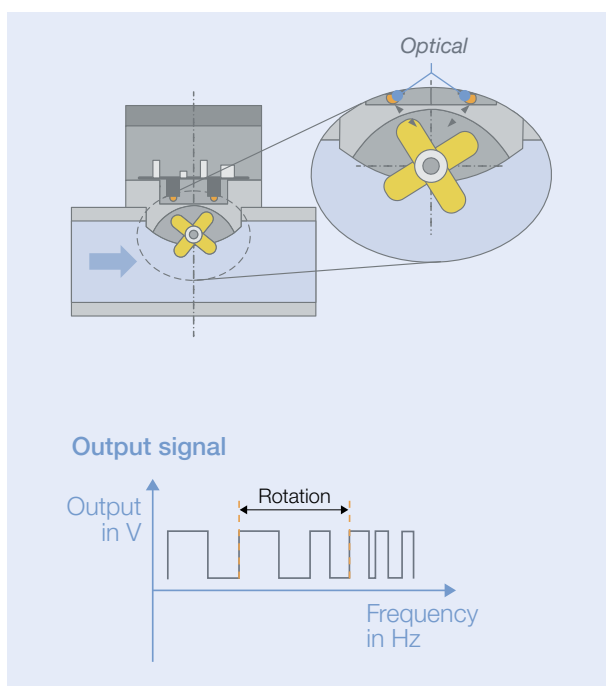 Optical
Output signal
Output
in V
Rotation
Frequency
in Hz